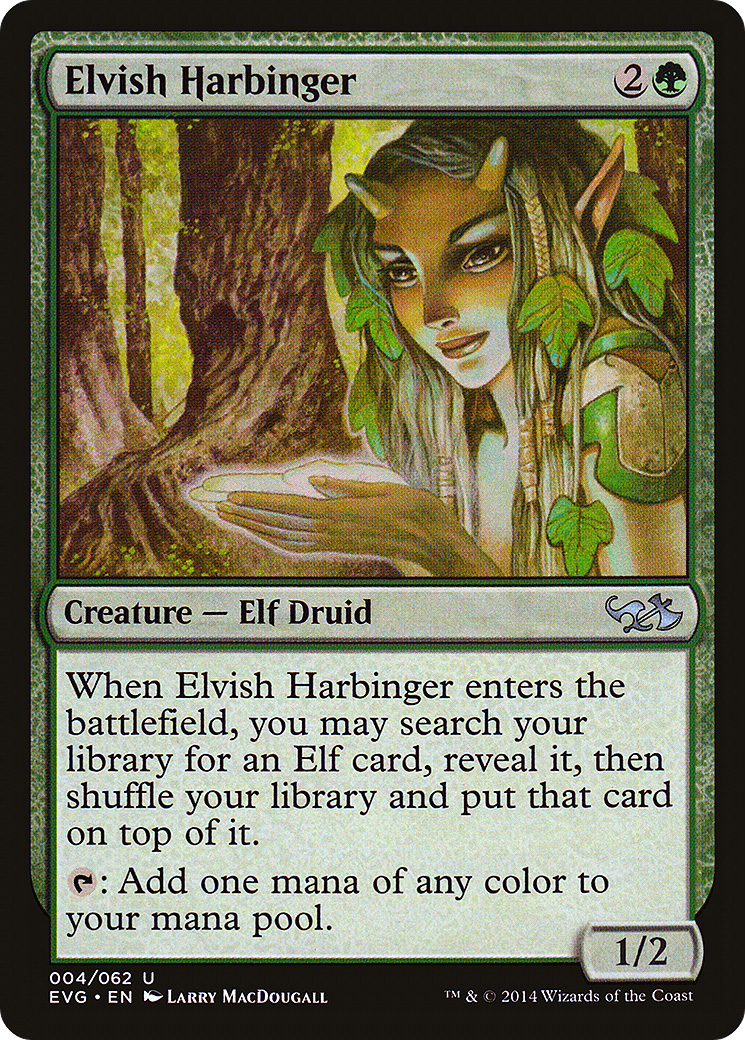 Elvish Harbinger 2
Creature — Elf Druid
When Elvish Harbinger enters the
battlefield, you may search your
library for an Elf card, reveal it, then
shuffle your library and put that card
on top of it.
: Add one mana of any color to
your mana pool.
1/2
004/062 U
EVG • EN Larry MacDougall
™ & © 2014 Wizards of the Coast